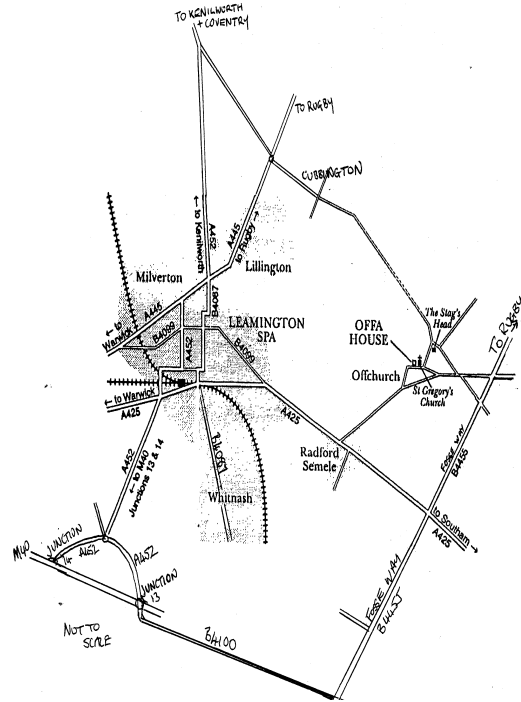 TO KENILWORTH
+ COVENTRY
TO RUGBY
CUBBINGTON
← to Kenilworth
A452
A445
to Rugby →
Milverton
Lillington
A445
B4087
B4099
← to
Warwick
LEAMINGTON
SPA
A452
B4099
The Stag's
Head
OFFA
HOUSE
TO RUGBY
Offchurch
St Gregory's
Church
← to Warwick
A425
A425
Radford
Semele
FOSSE WAY
B4455
A452
← to M40
Junctions 13 & 14
B4087
Whitnash
to Southam →
A425
M40
JUNCTION
14
A452
A452
JUNCTION
13
FOSSE WAY
B4455
NOT TO
SCALE
B4100